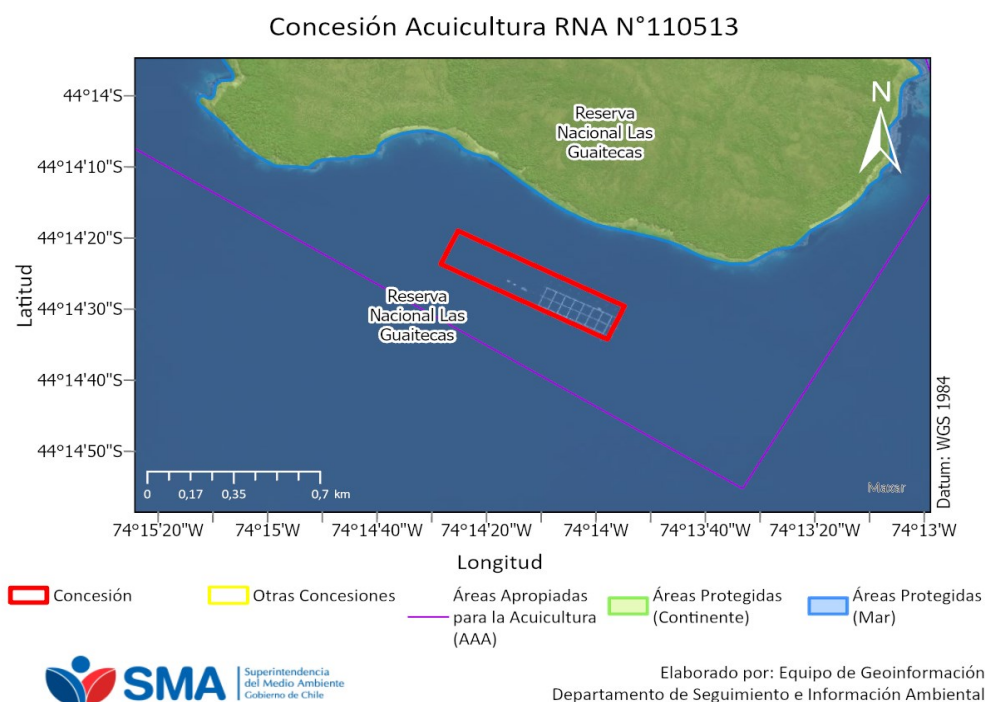 Concesión Acuicultura RNA N°110513
44°14'S
44°14'10"S
44°14'20"S
44°14'30"S
44°14'40"S
44°14'50"S
Latitud
Reserva
Nacional Las
Guaitecas
N
Reserva
Nacional Las
Guaitecas
0 0,17 0,35 0,7 km
Maxar
Datum: WGS 1984
74°15'20"W 74°15'W 74°14'40"W 74°14'20"W 74°14'W 74°13'40"W 74°13'20"W 74°13'W
Longitud
Concesión
Otras Concesiones
Áreas Apropiadas
para la Acuicultura
(AAA)
Áreas Protegidas
(Continente)
Áreas Protegidas
(Mar)
SMA
Superintendencia
del Medio Ambiente
Gobierno de Chile
Elaborado por: Equipo de Geoinformación
Departamento de Seguimiento e Información Ambiental